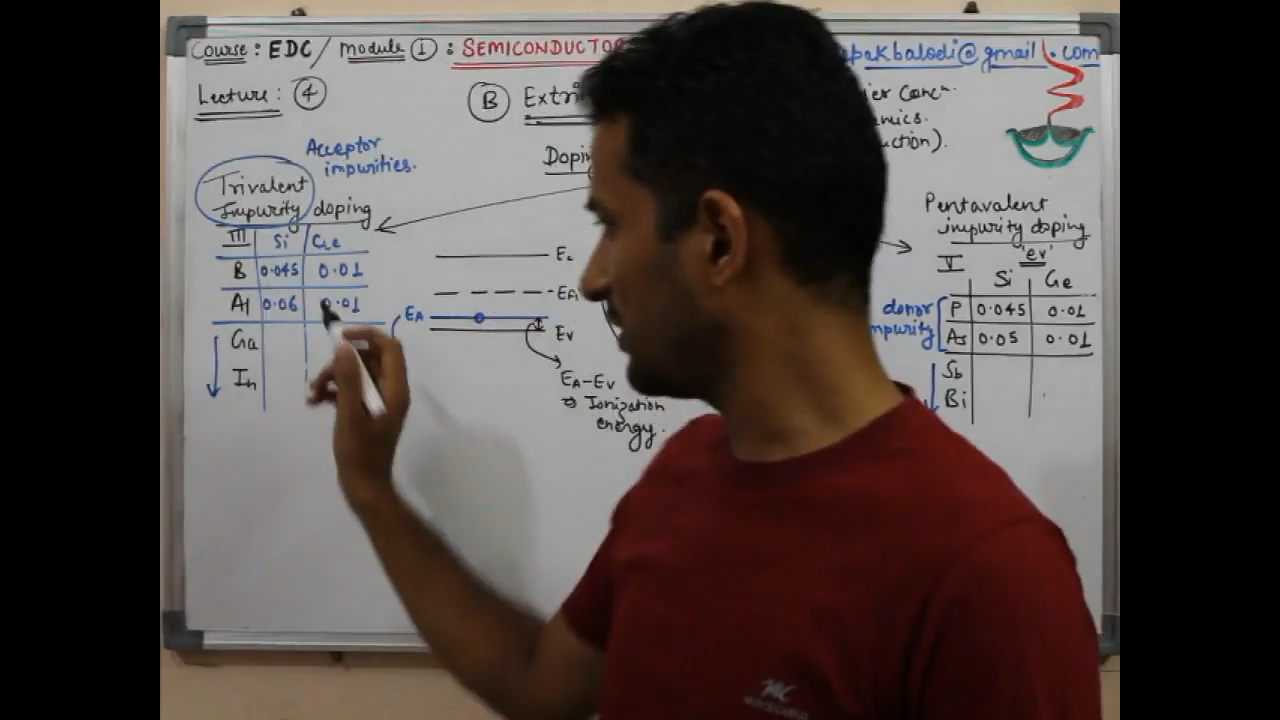 Course: EDC / Module ① : SEMICONDUCTOR
pakbalodi@gmail.com
Lecture: ④
Ⓑ Extri
ier Concn.
mics.
uction).
Acceptor
impurities.
Doping
Trivalent
Impurity doping
III Si Ge
B 0.045 0.01
Al 0.06 0.01
Ga
In
Ec
EFi
EA
Ev
EA-Ev
⇒ Ionization
energy.
Pentavalent
impurity doping
'ev'
V Si Ge
donor
mpurity
P 0.045 0.01
As 0.05 0.01
Sb
Bi